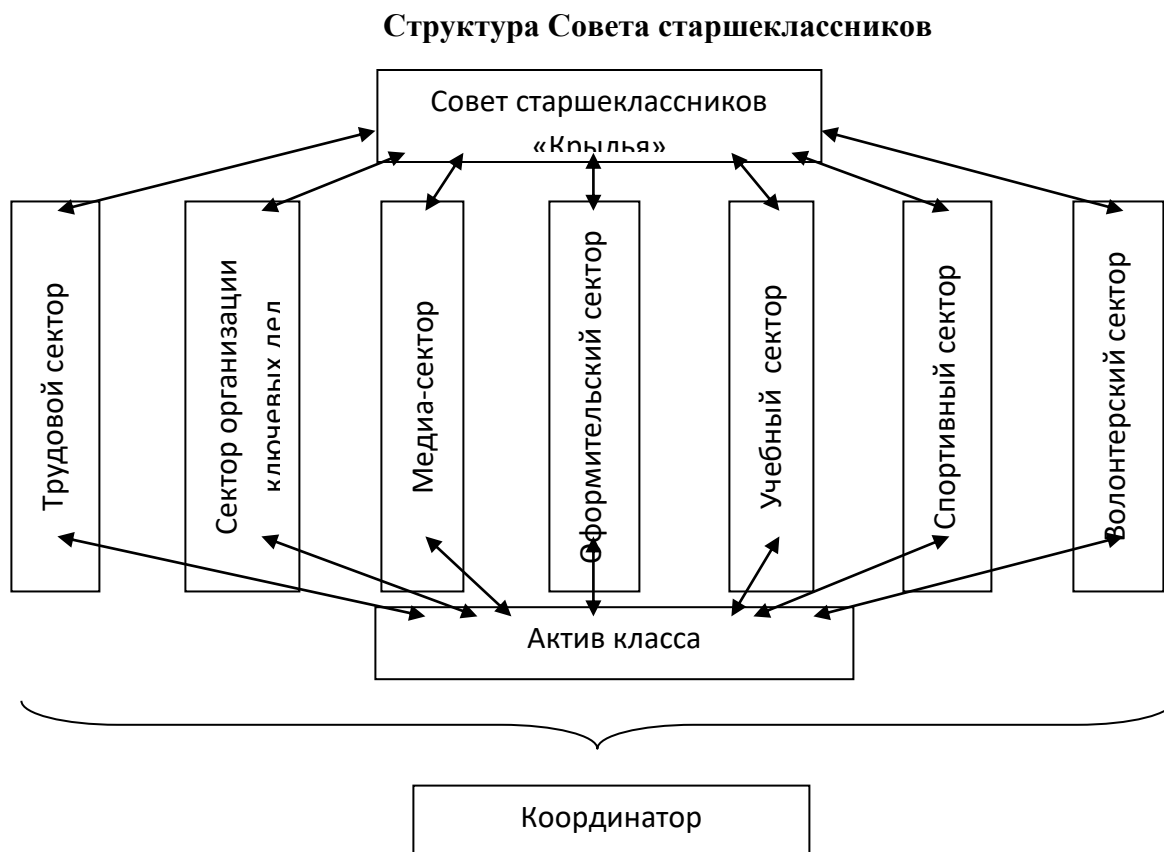 Структура Совета старшеклассников
Совет старшеклассников
«Крылья»
Трудовой сектор
Сектор организации
ключевых дел
Медиа-сектор
Оформительский сектор
Учебный сектор
Спортивный сектор
Волонтерский сектор
Актив класса
Координатор